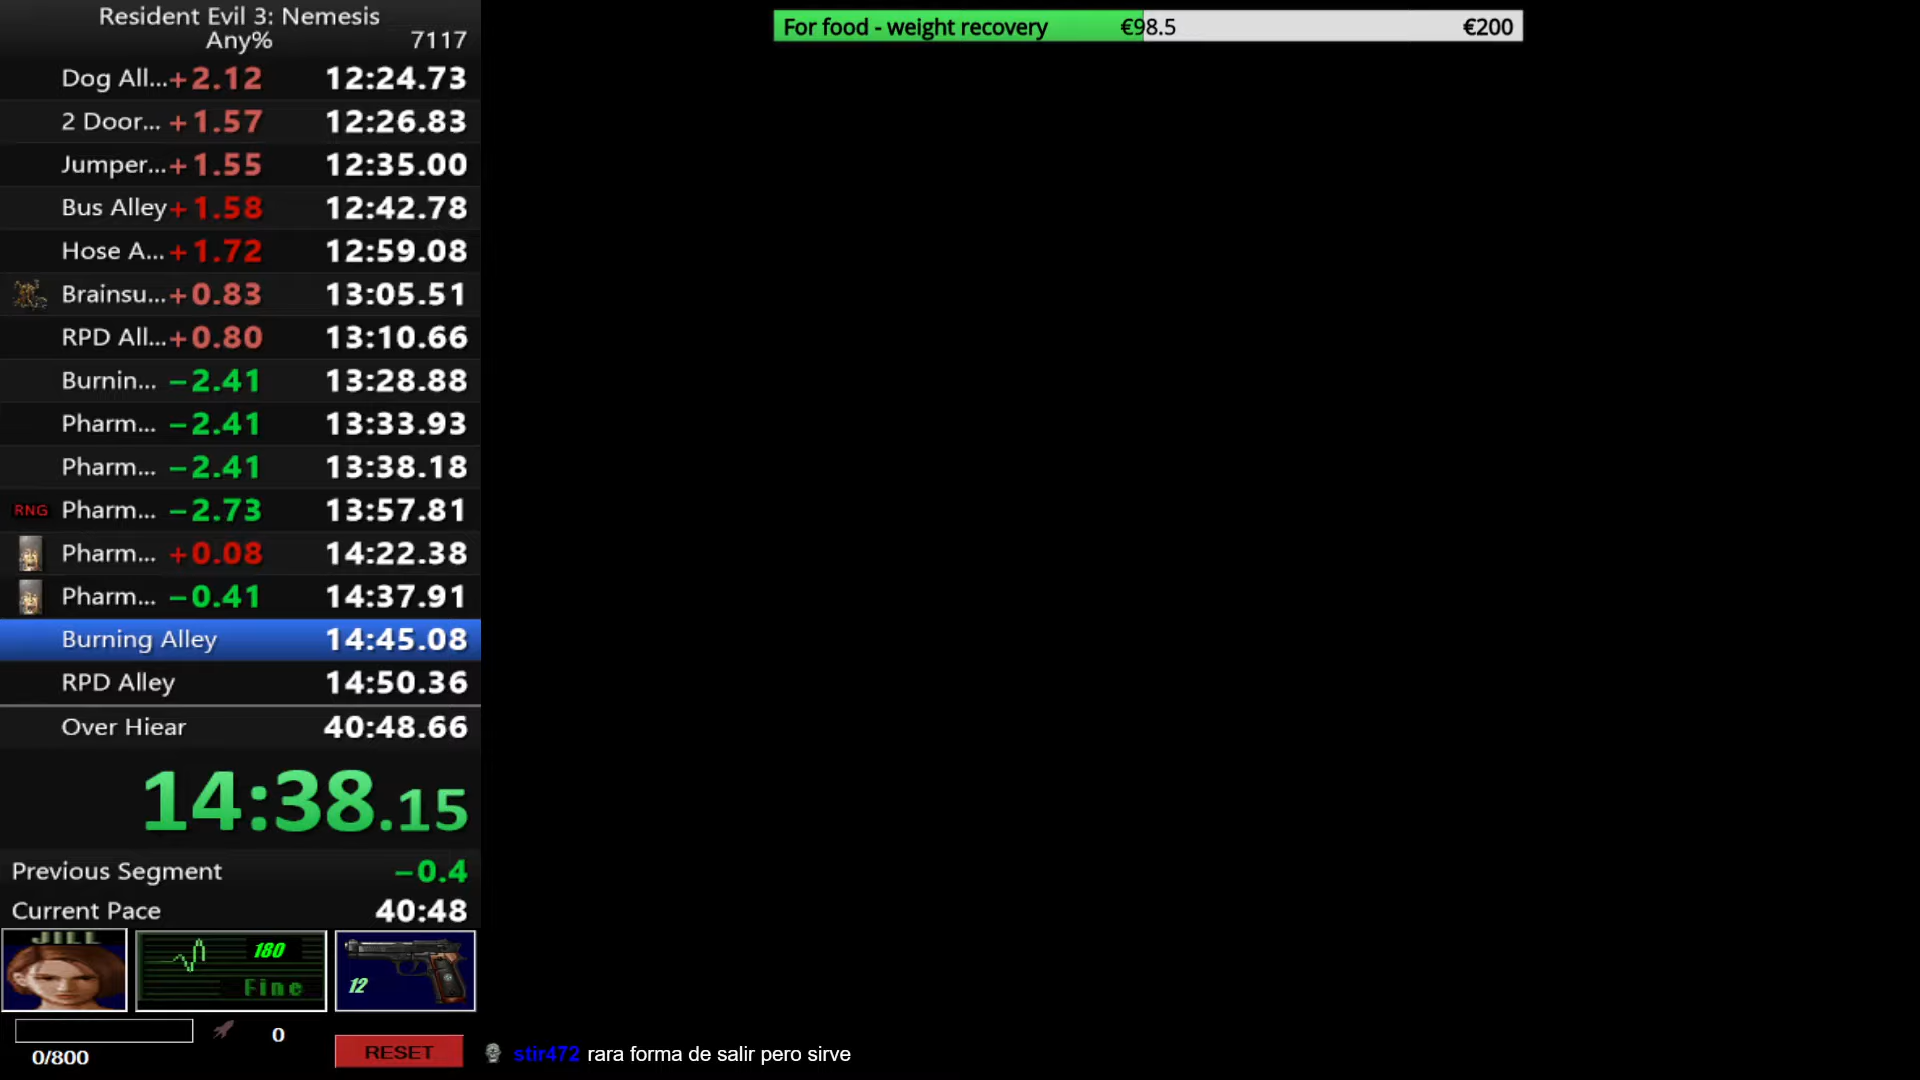 Resident Evil 3: Nemesis
Any% 7117
Dog All... +2.12 12:24.73
2 Door... +1.57 12:26.83
Jumper... +1.55 12:35.00
Bus Alley +1.58 12:42.78
Hose A... +1.72 12:59.08
Brainsu... +0.83 13:05.51
RPD All... +0.80 13:10.66
Burnin... −2.41 13:28.88
Pharm... −2.41 13:33.93
Pharm... −2.41 13:38.18
RNG Pharm... −2.73 13:57.81
Pharm... +0.08 14:22.38
Pharm... −0.41 14:37.91
Burning Alley 14:45.08
RPD Alley 14:50.36
Over Hiear 40:48.66
14:38.15
Previous Segment −0.4
Current Pace 40:48
JILL
180
Fine
12
0
0/800
RESET
For food - weight recovery €98.5 €200
stir472 rara forma de salir pero sirve